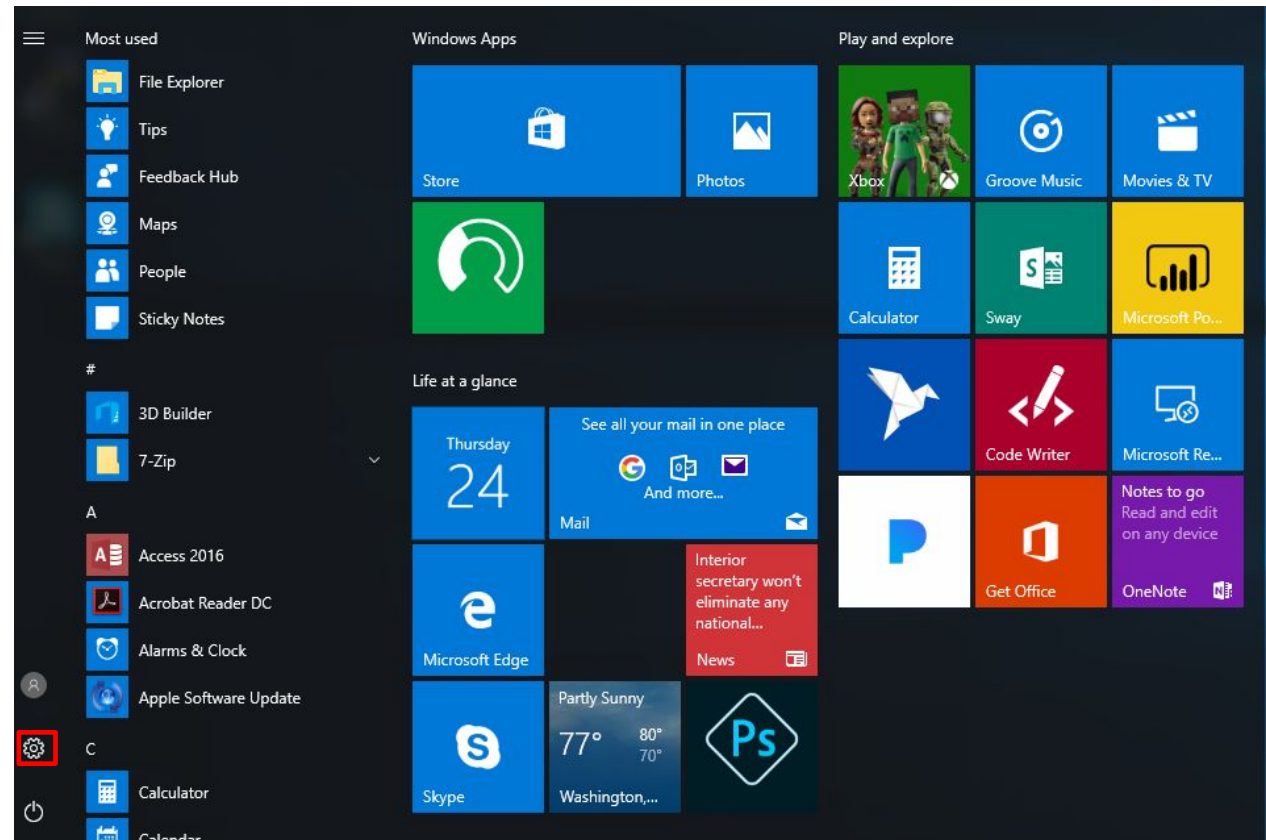 Most used
File Explorer
Tips
Feedback Hub
Maps
People
Sticky Notes
#
3D Builder
7-Zip
A
A
Access 2016
Acrobat Reader DC
Alarms & Clock
Apple Software Update
C
Calculator
Calendar
Windows Apps
Store
Photos
Life at a glance
Thursday
24
See all your mail in one place
And more...
Mail
Microsoft Edge
Interior
secretary won't
eliminate any
national...
News
S
Skype
Partly Sunny
77° 80°
70°
Washington,...
Ps
Play and explore
Xbox
Groove Music
Movies & TV
Calculator
S
Sway
Microsoft Po...
Code Writer
Microsoft Re...
P
Get Office
Notes to go
Read and edit
on any device
OneNote N